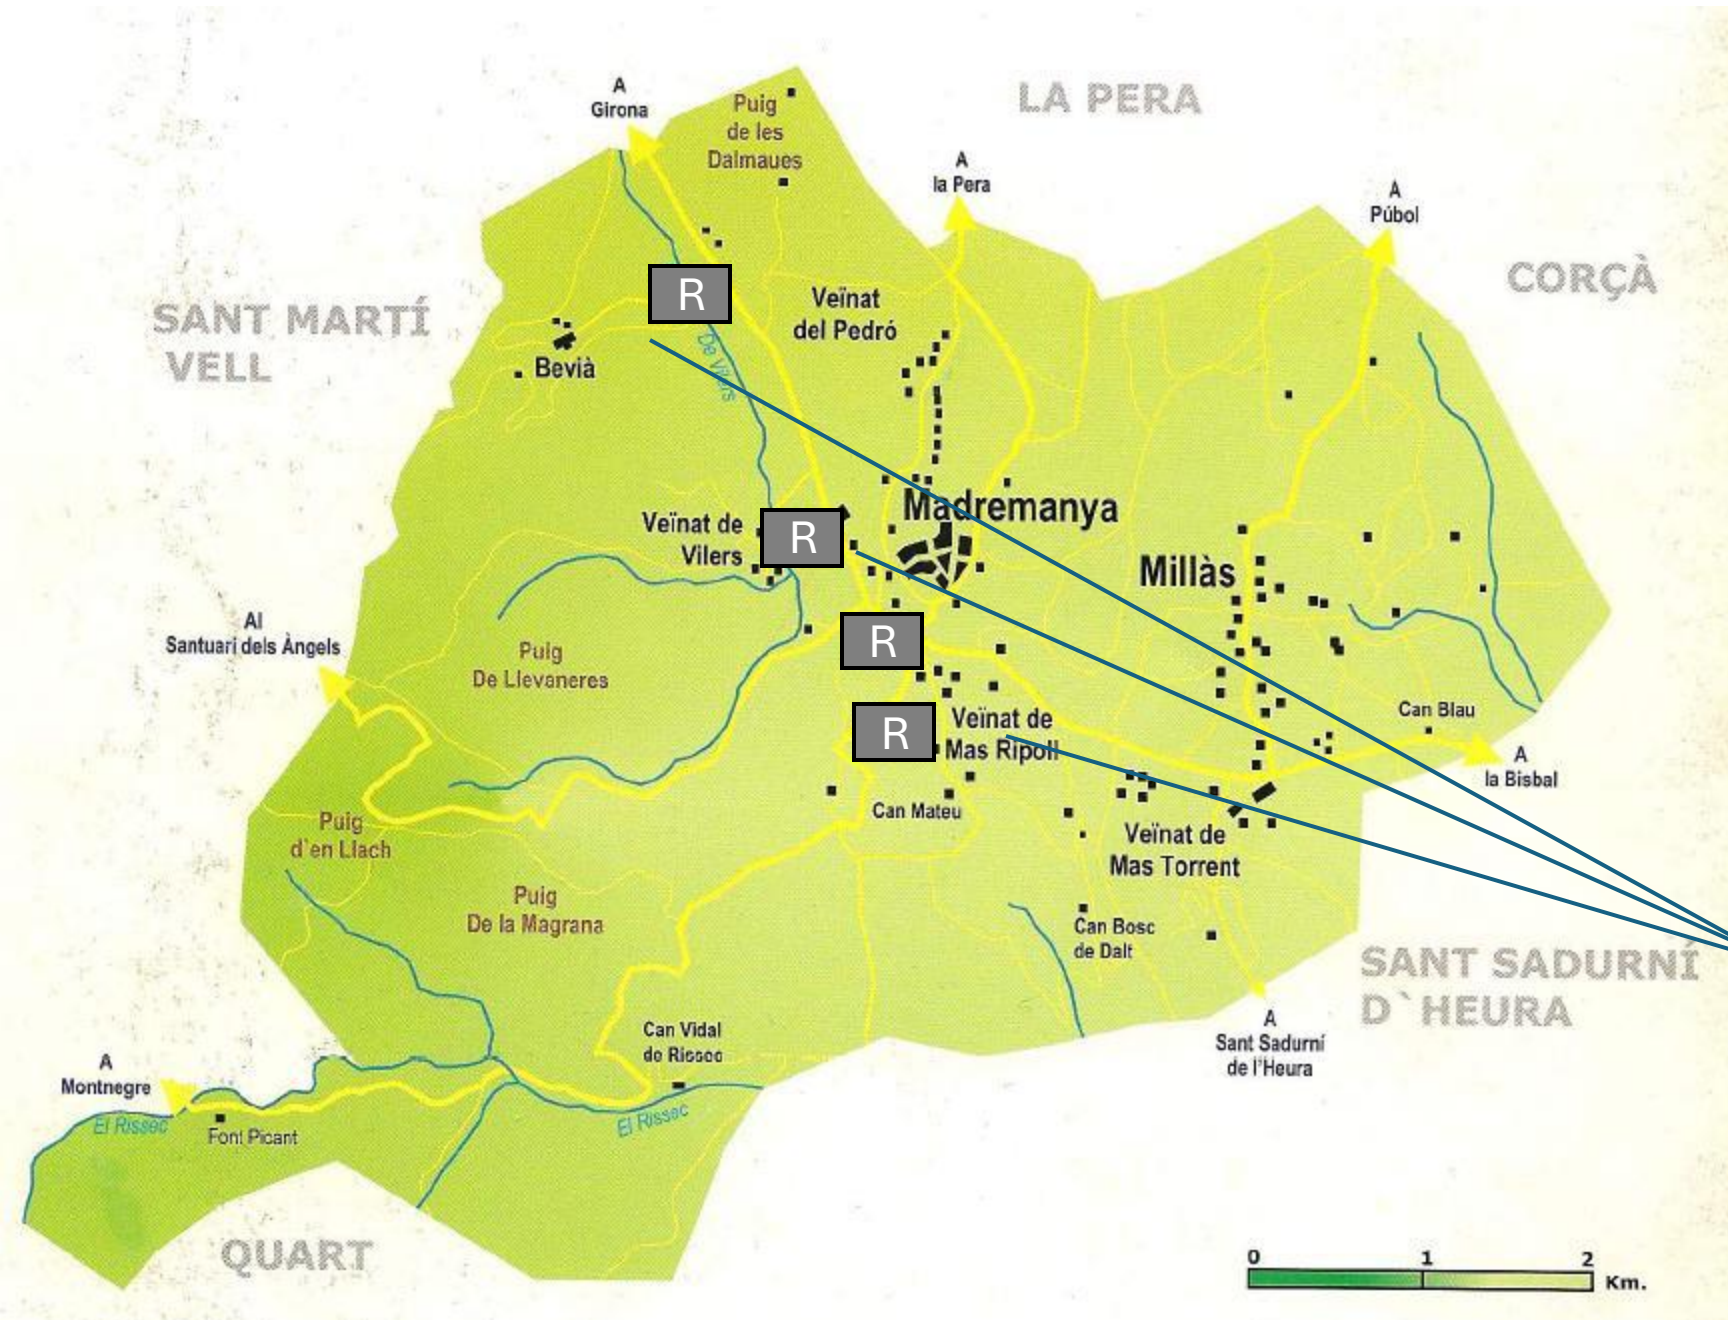 A
Girona
Puig
de les
Dalmaues
LA PERA
A
la Pera
A
Púbol
CORÇÀ
SANT MARTÍ
VELL
R
Veïnat
del Pedró
De Vilers
Bevià
Madremanya
Veïnat de
Vilers
R
Millàs
Al
Santuari dels Àngels
Puig
De Llevaneres
R
Veïnat de
Mas Ripoll
R
Can Blau
A
la Bisbal
Can Mateu
Puig
d'en Llach
Veïnat de
Mas Torrent
Puig
De la Magrana
Can Bosc
de Dalt
SANT SADURNÍ
D`HEURA
A
Sant Sadurní
de l'Heura
Can Vidal
de Rissec
A
Montnegre
El Rissec
Font Picant
El Rissec
QUART
0 1 2
Km.